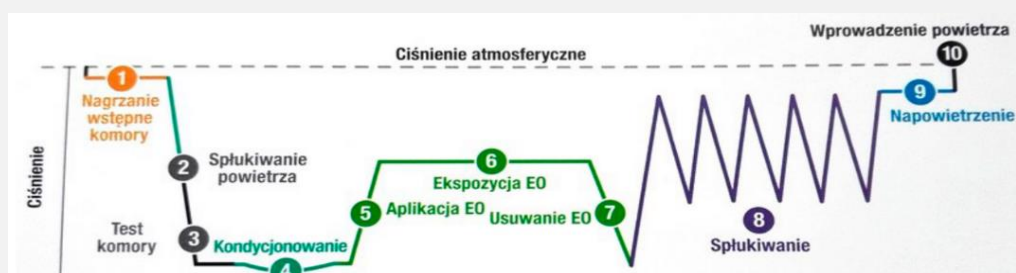 Wprowadzenie powietrza
10
Ciśnienie atmosferyczne
1
Nagrzanie
wstępne
komory
9
Napowietrzenie
Ciśnienie
2
Spłukiwanie
powietrza
6
Ekspozycja EO
5
Aplikacja EO
Usuwanie EO
7
8
Spłukiwanie
Test
komory
3
Kondycjonowanie
4